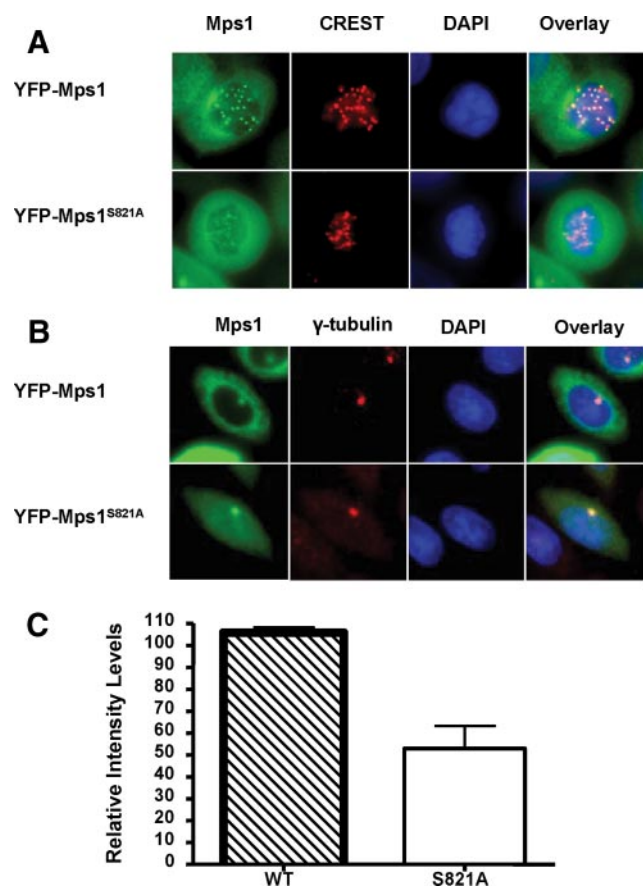 A
Mps1 CREST DAPI Overlay
YFP-Mps1
YFP-Mps1S821A
B
Mps1 γ-tubulin DAPI Overlay
YFP-Mps1
YFP-Mps1S821A
C
Relative Intensity Levels
110
100
90
80
70
60
50
40
30
20
10
0
WT S821A